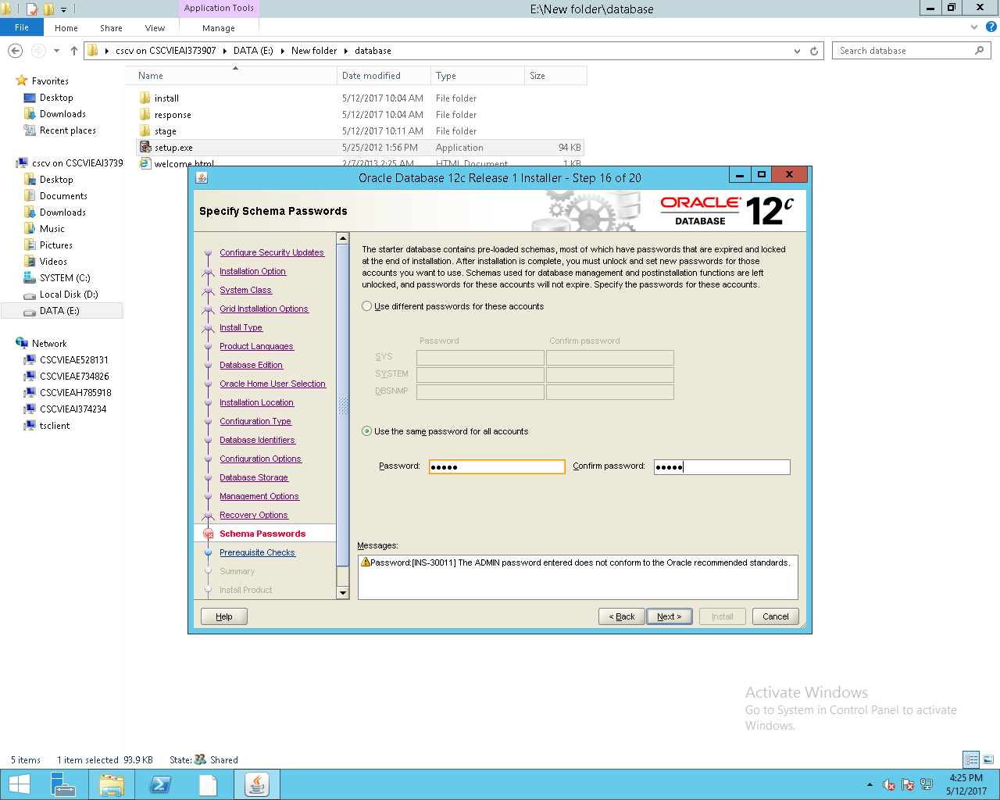 Application Tools
E:\New folder\database
File Home Share View Manage
cscv on CSCVIEAI373907 DATA (E:) New folder database
Search database
Name Date modified Type Size
install 5/12/2017 10:04 AM File folder
response 5/12/2017 10:04 AM File folder
stage 5/12/2017 10:11 AM File folder
setup.exe 5/25/2012 1:56 PM Application 94 KB
welcome.html 2/7/2013 2:25 AM HTML Document 1 KB
Favorites
Desktop
Downloads
Recent places
cscv on CSCVIEAI3739
Desktop
Documents
Downloads
Music
Pictures
Videos
SYSTEM (C:)
Local Disk (D:)
DATA (E:)
Network
CSCVIEAE528131
CSCVIEAE734826
CSCVIEAH785918
CSCVIEAI374234
tsclient
Oracle Database 12c Release 1 Installer - Step 16 of 20
Specify Schema Passwords
ORACLE DATABASE 12c
Configure Security Updates
Installation Option
System Class
Grid Installation Options
Install Type
Product Languages
Database Edition
Oracle Home User Selection
Installation Location
Configuration Type
Database Identifiers
Configuration Options
Database Storage
Management Options
Recovery Options
Schema Passwords
Prerequisite Checks
Summary
Install Product
The starter database contains pre-loaded schemas, most of which have passwords that are expired and locked
at the end of installation. After installation is complete, you must unlock and set new passwords for those
accounts you want to use. Schemas used for database management and postinstallation functions are left
unlocked, and passwords for these accounts will not expire. Specify the passwords for these accounts.
Use different passwords for these accounts
Password Confirm password
SYS
SYSTEM
DBSNMP
Use the same password for all accounts
Password: ●●●●● Confirm password: ●●●●●
Messages:
Password:[INS-30011] The ADMIN password entered does not conform to the Oracle recommended standards.
Help < Back Next > Install Cancel
Activate Windows
Go to System in Control Panel to activate
Windows.
5 items 1 item selected 93.9 KB State: Shared
4:25 PM
5/12/2017